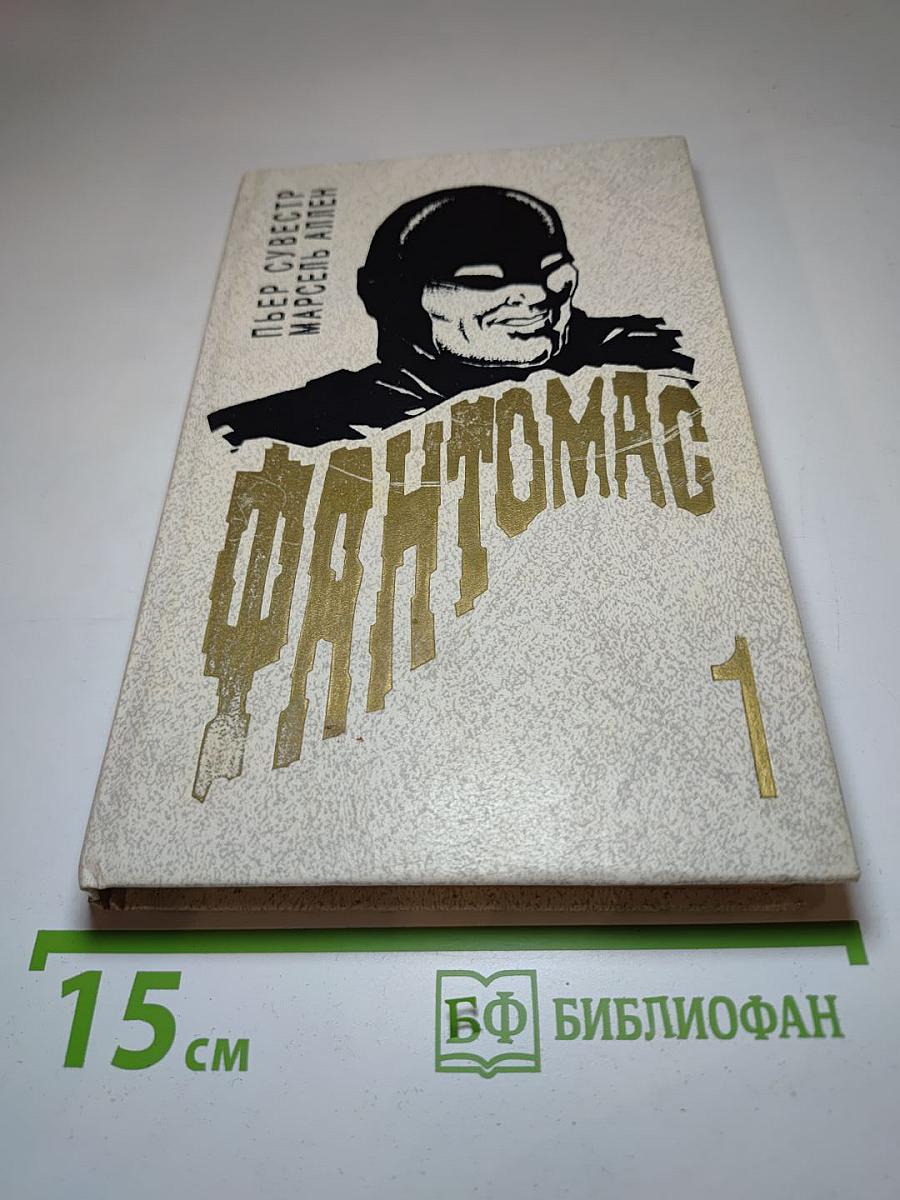 ПЬЕР СУВЕСТР
МАРСЕЛЬ АЛЛЕН
ФАНТОМАС
1
15 см
БФ БИБЛИОФАН